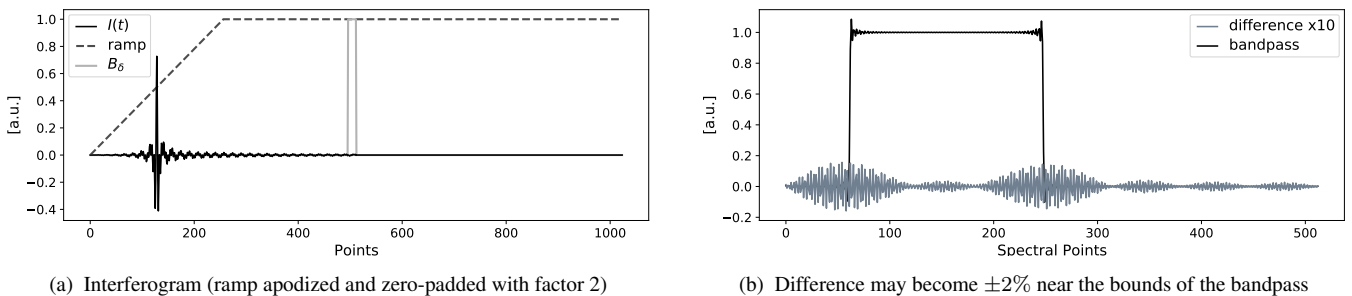 1.0
0.8
0.6
0.4
0.2
0.0
−0.2
−0.4
[a.u.]
I(t)
ramp
B_δ
0 200 400 600 800 1000
Points
(a) Interferogram (ramp apodized and zero-padded with factor 2)
1.0
0.8
0.6
0.4
0.2
0.0
−0.2
[a.u.]
difference x10
bandpass
0 100 200 300 400 500
Spectral Points
(b) Difference may become ±2% near the bounds of the bandpass